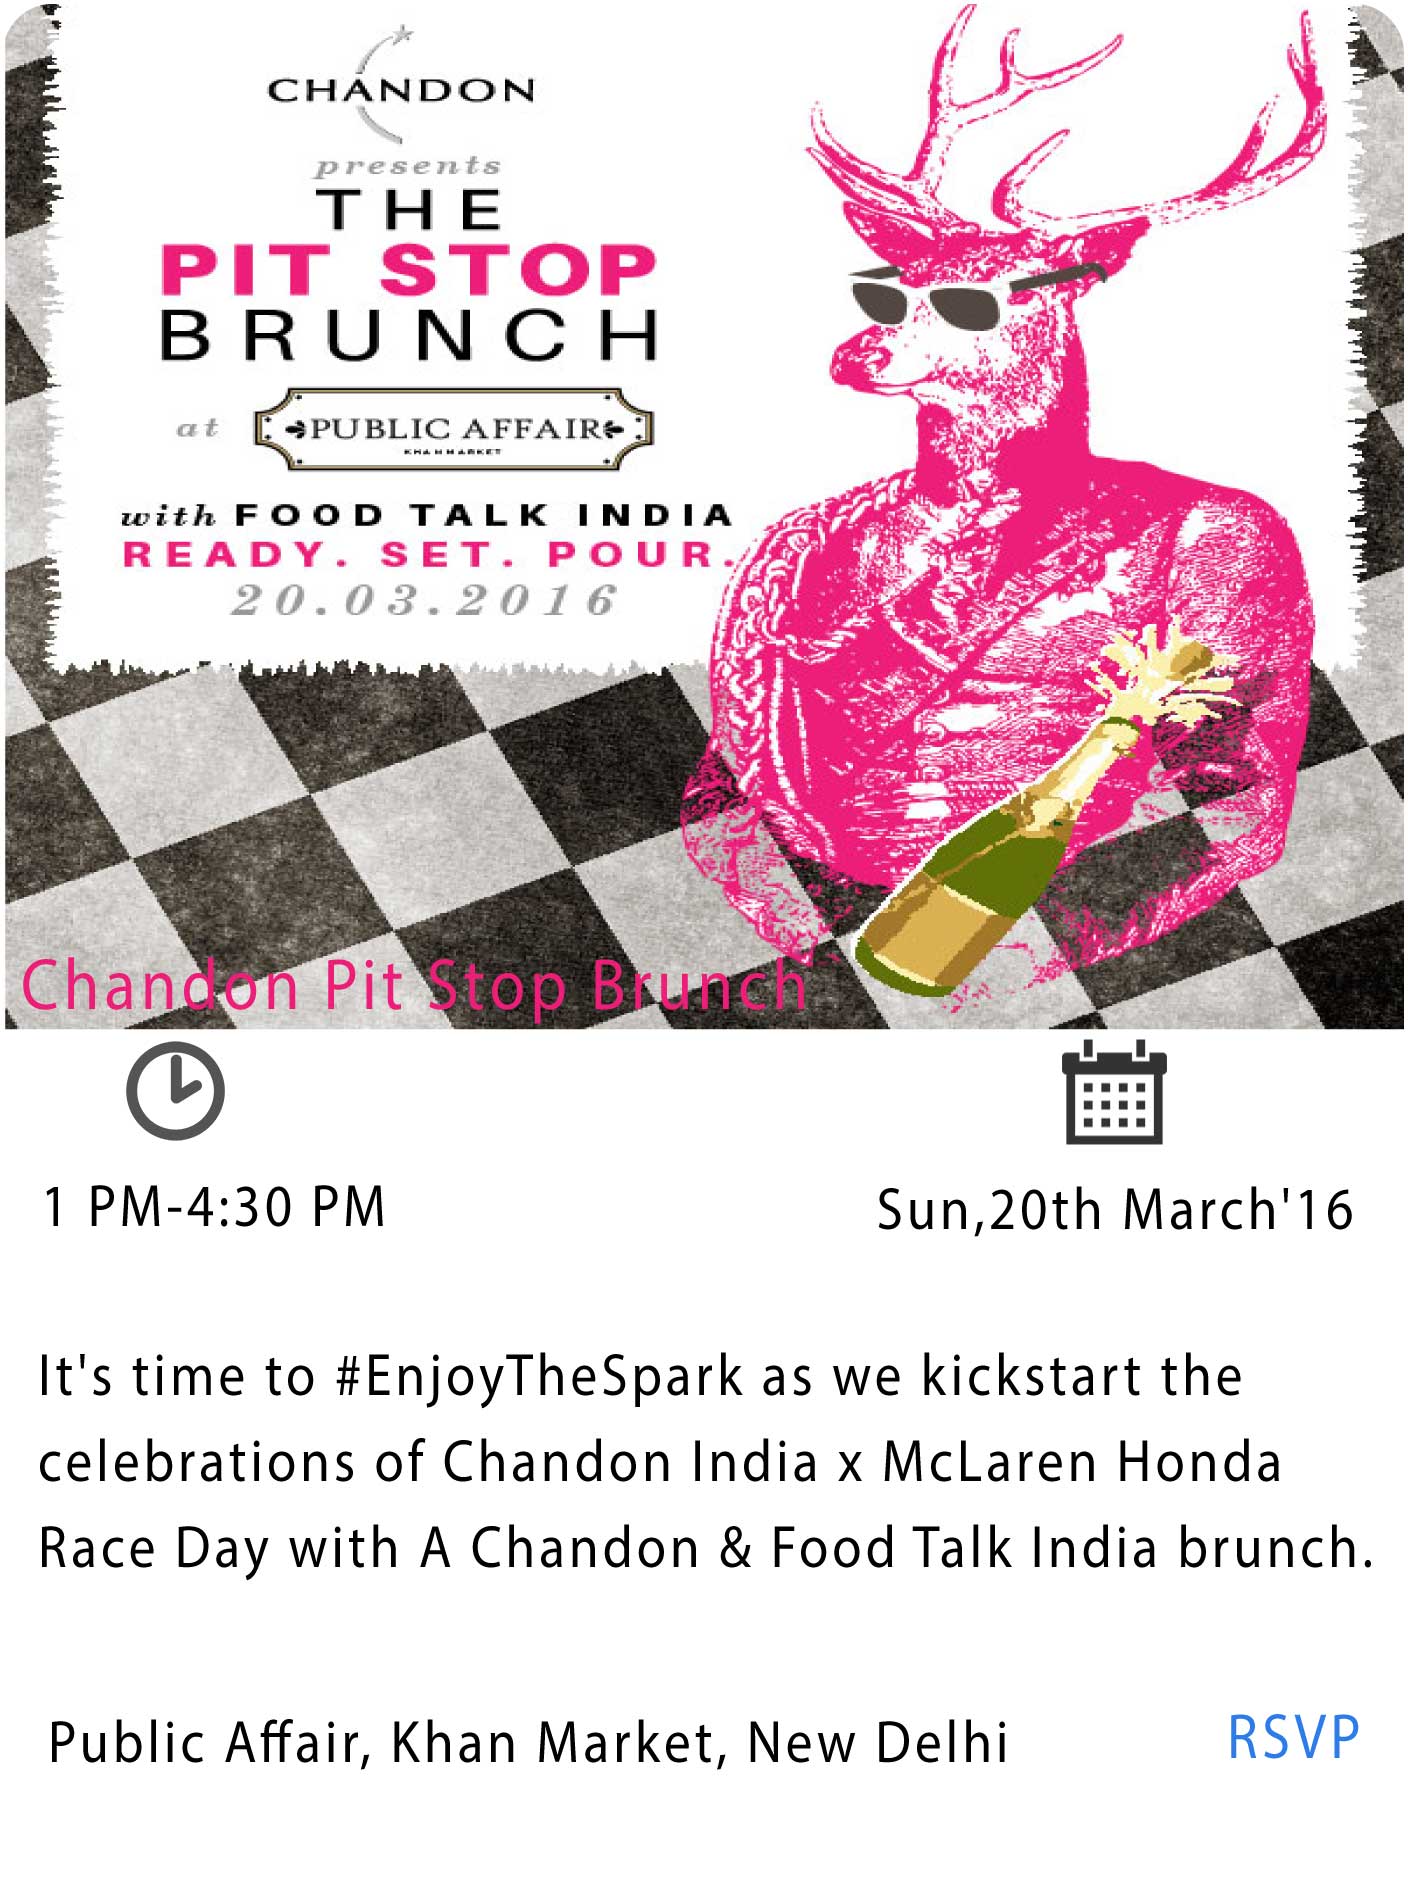 CHANDON
presents
THE
PIT STOP
BRUNCH
at PUBLIC AFFAIR
KHAN MARKET
with FOOD TALK INDIA
READY. SET. POUR.
20.03.2016
Chandon Pit Stop Brunch
1 PM-4:30 PM
Sun,20th March'16
It's time to #EnjoyTheSpark as we kickstart the
celebrations of Chandon India x McLaren Honda
Race Day with A Chandon & Food Talk India brunch.
Public Affair, Khan Market, New Delhi
RSVP